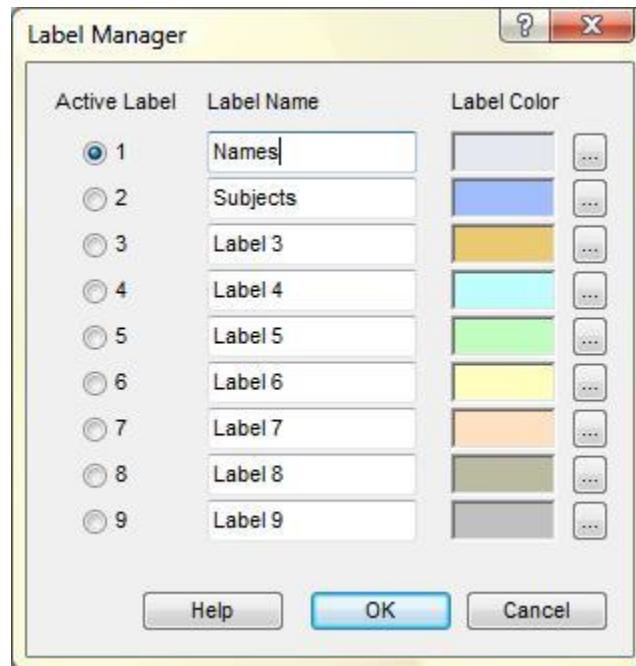 Label Manager
Active Label Label Name Label Color
1 Names ...
2 Subjects ...
3 Label 3 ...
4 Label 4 ...
5 Label 5 ...
6 Label 6 ...
7 Label 7 ...
8 Label 8 ...
9 Label 9 ...
Help OK Cancel